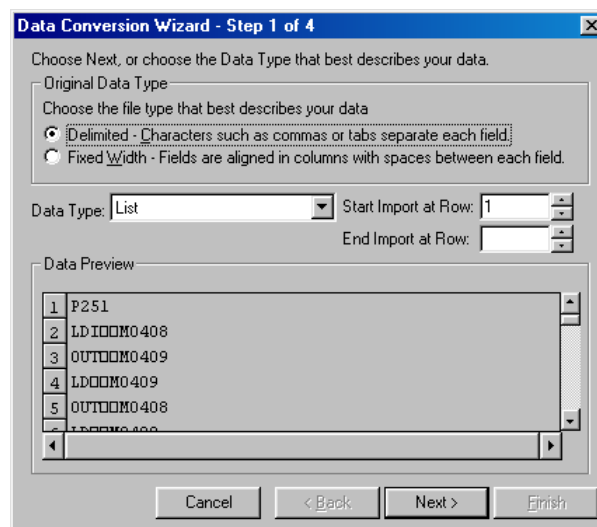 Data Conversion Wizard - Step 1 of 4
Choose Next, or choose the Data Type that best describes your data.
Original Data Type
Choose the file type that best describes your data
Delimited - Characters such as commas or tabs separate each field.
Fixed Width - Fields are aligned in columns with spaces between each field.
Data Type: List Start Import at Row: 1
End Import at Row:
Data Preview
1 P251
2 LDI□□M0408
3 OUT□□M0409
4 LD□□M0409
5 OUT□□M0408
Cancel < Back Next > Finish